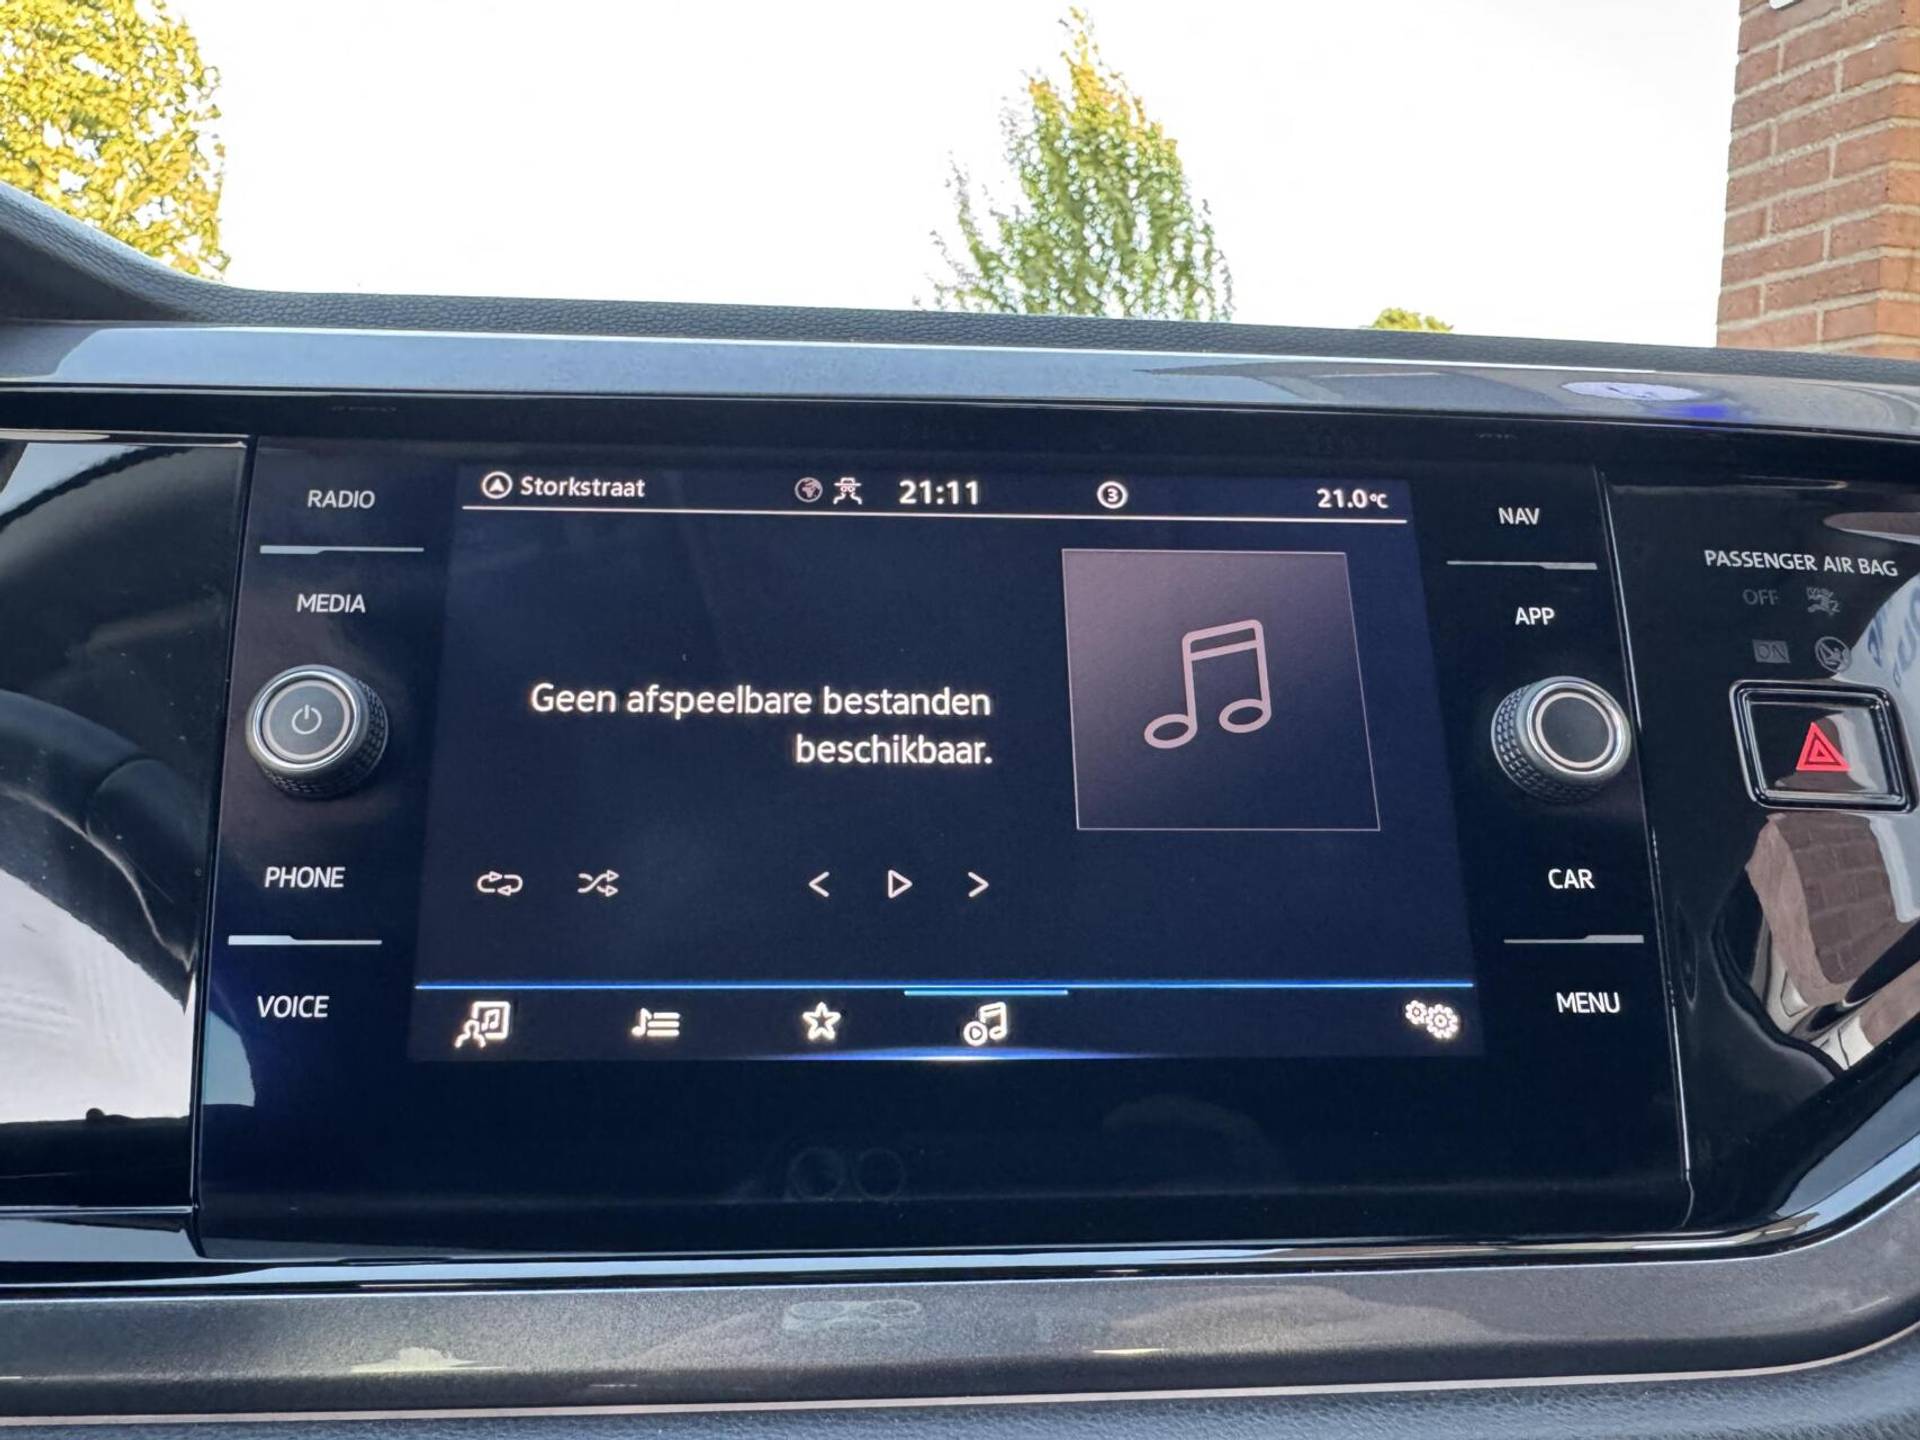 Storkstraat 21:11 3 21.0°C
RADIO
MEDIA
PHONE
VOICE
Geen afspeelbare bestanden
beschikbaar.
NAV
APP
CAR
MENU
PASSENGER AIR BAG
OFF
ON